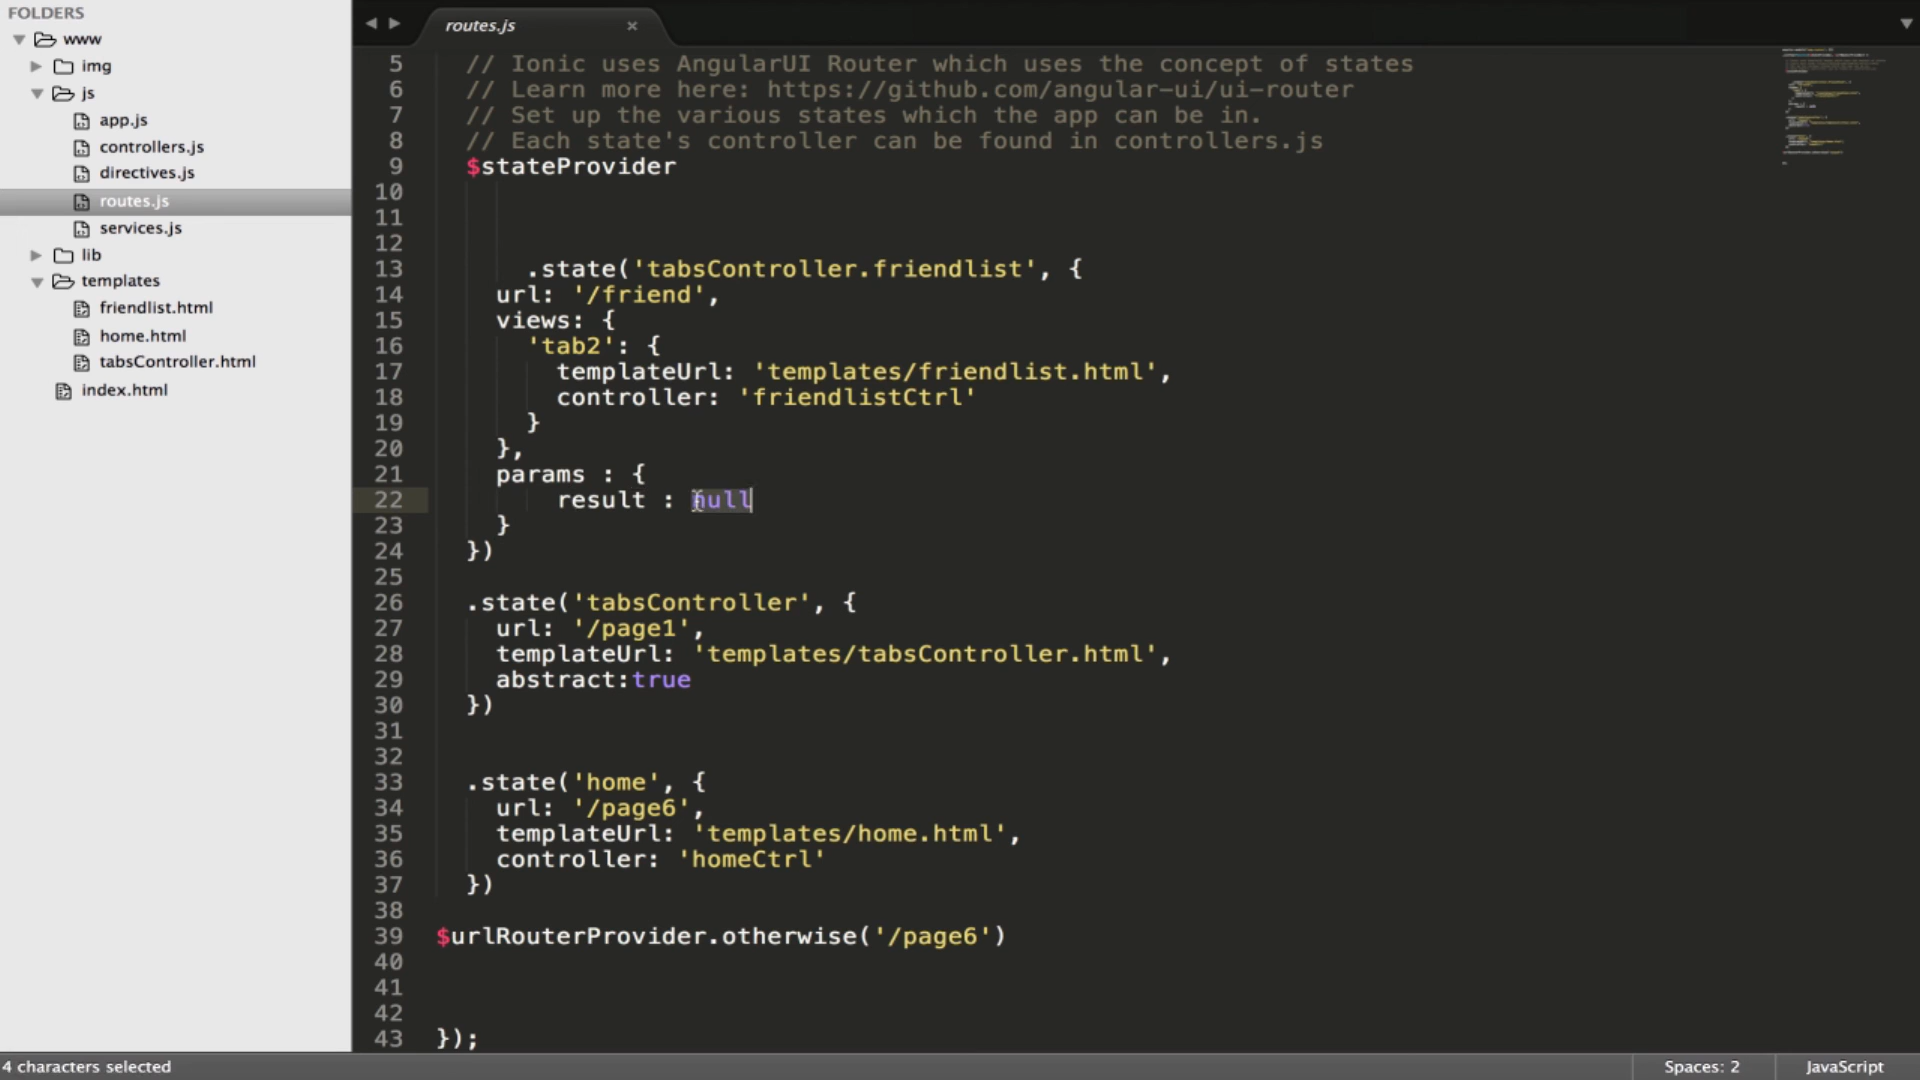 FOLDERS
www
img
js
app.js
controllers.js
directives.js
routes.js
services.js
lib
templates
friendlist.html
home.html
tabsController.html
index.html
routes.js
5 // Ionic uses AngularUI Router which uses the concept of states
6 // Learn more here: https://github.com/angular-ui/ui-router
7 // Set up the various states which the app can be in.
8 // Each state's controller can be found in controllers.js
9 $stateProvider
10
11
12
13 .state('tabsController.friendlist', {
14 url: '/friend',
15 views: {
16 'tab2': {
17 templateUrl: 'templates/friendlist.html',
18 controller: 'friendlistCtrl'
19 }
20 },
21 params : {
22 result : null
23 }
24 })
25
26 .state('tabsController', {
27 url: '/page1',
28 templateUrl: 'templates/tabsController.html',
29 abstract:true
30 })
31
32
33 .state('home', {
34 url: '/page6',
35 templateUrl: 'templates/home.html',
36 controller: 'homeCtrl'
37 })
38
39 $urlRouterProvider.otherwise('/page6')
40
41
42
43 });
4 characters selected
Spaces: 2
JavaScript